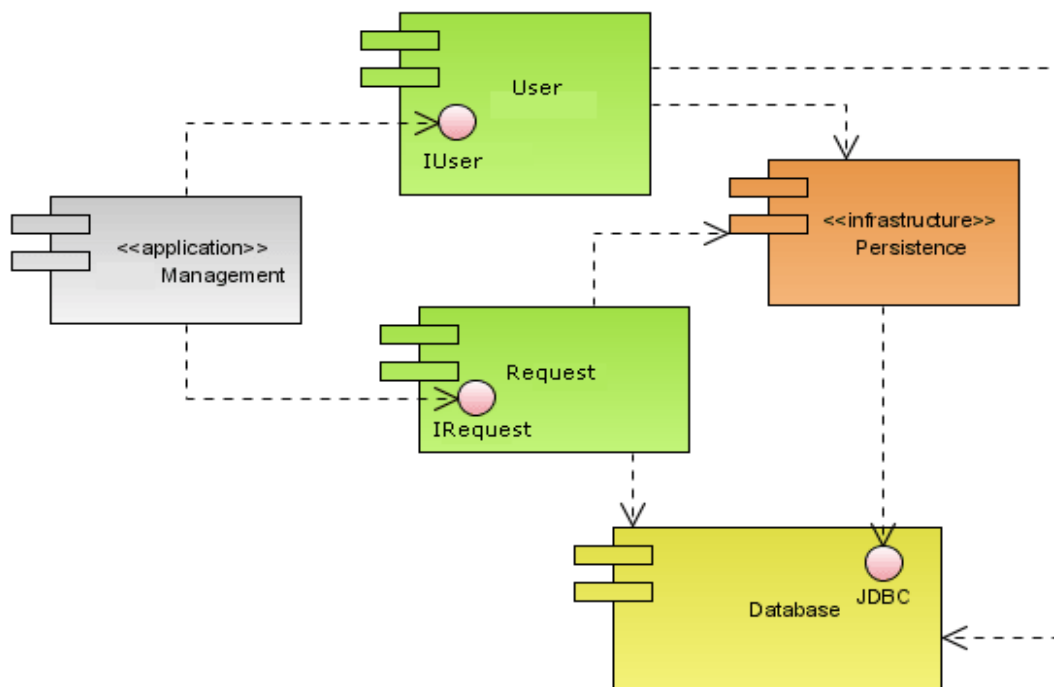 User
IUser
<<application>>
Management
<<infrastructure>>
Persistence
Request
IRequest
JDBC
Database